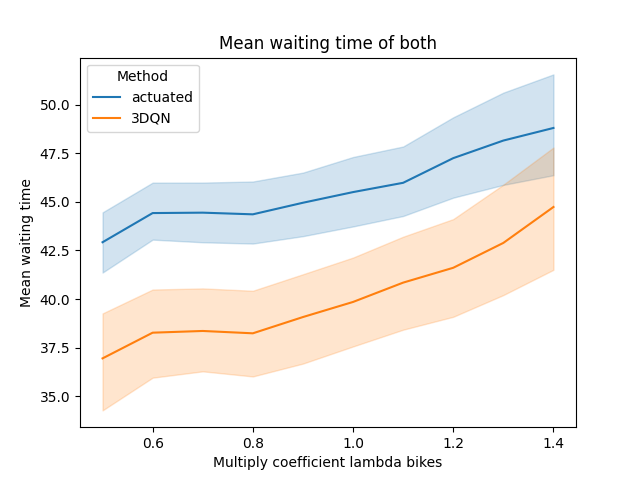 Mean waiting time of both
Method
actuated
3DQN
Mean waiting time
50.0
47.5
45.0
42.5
40.0
37.5
35.0
0.6
0.8
1.0
1.2
1.4
Multiply coefficient lambda bikes